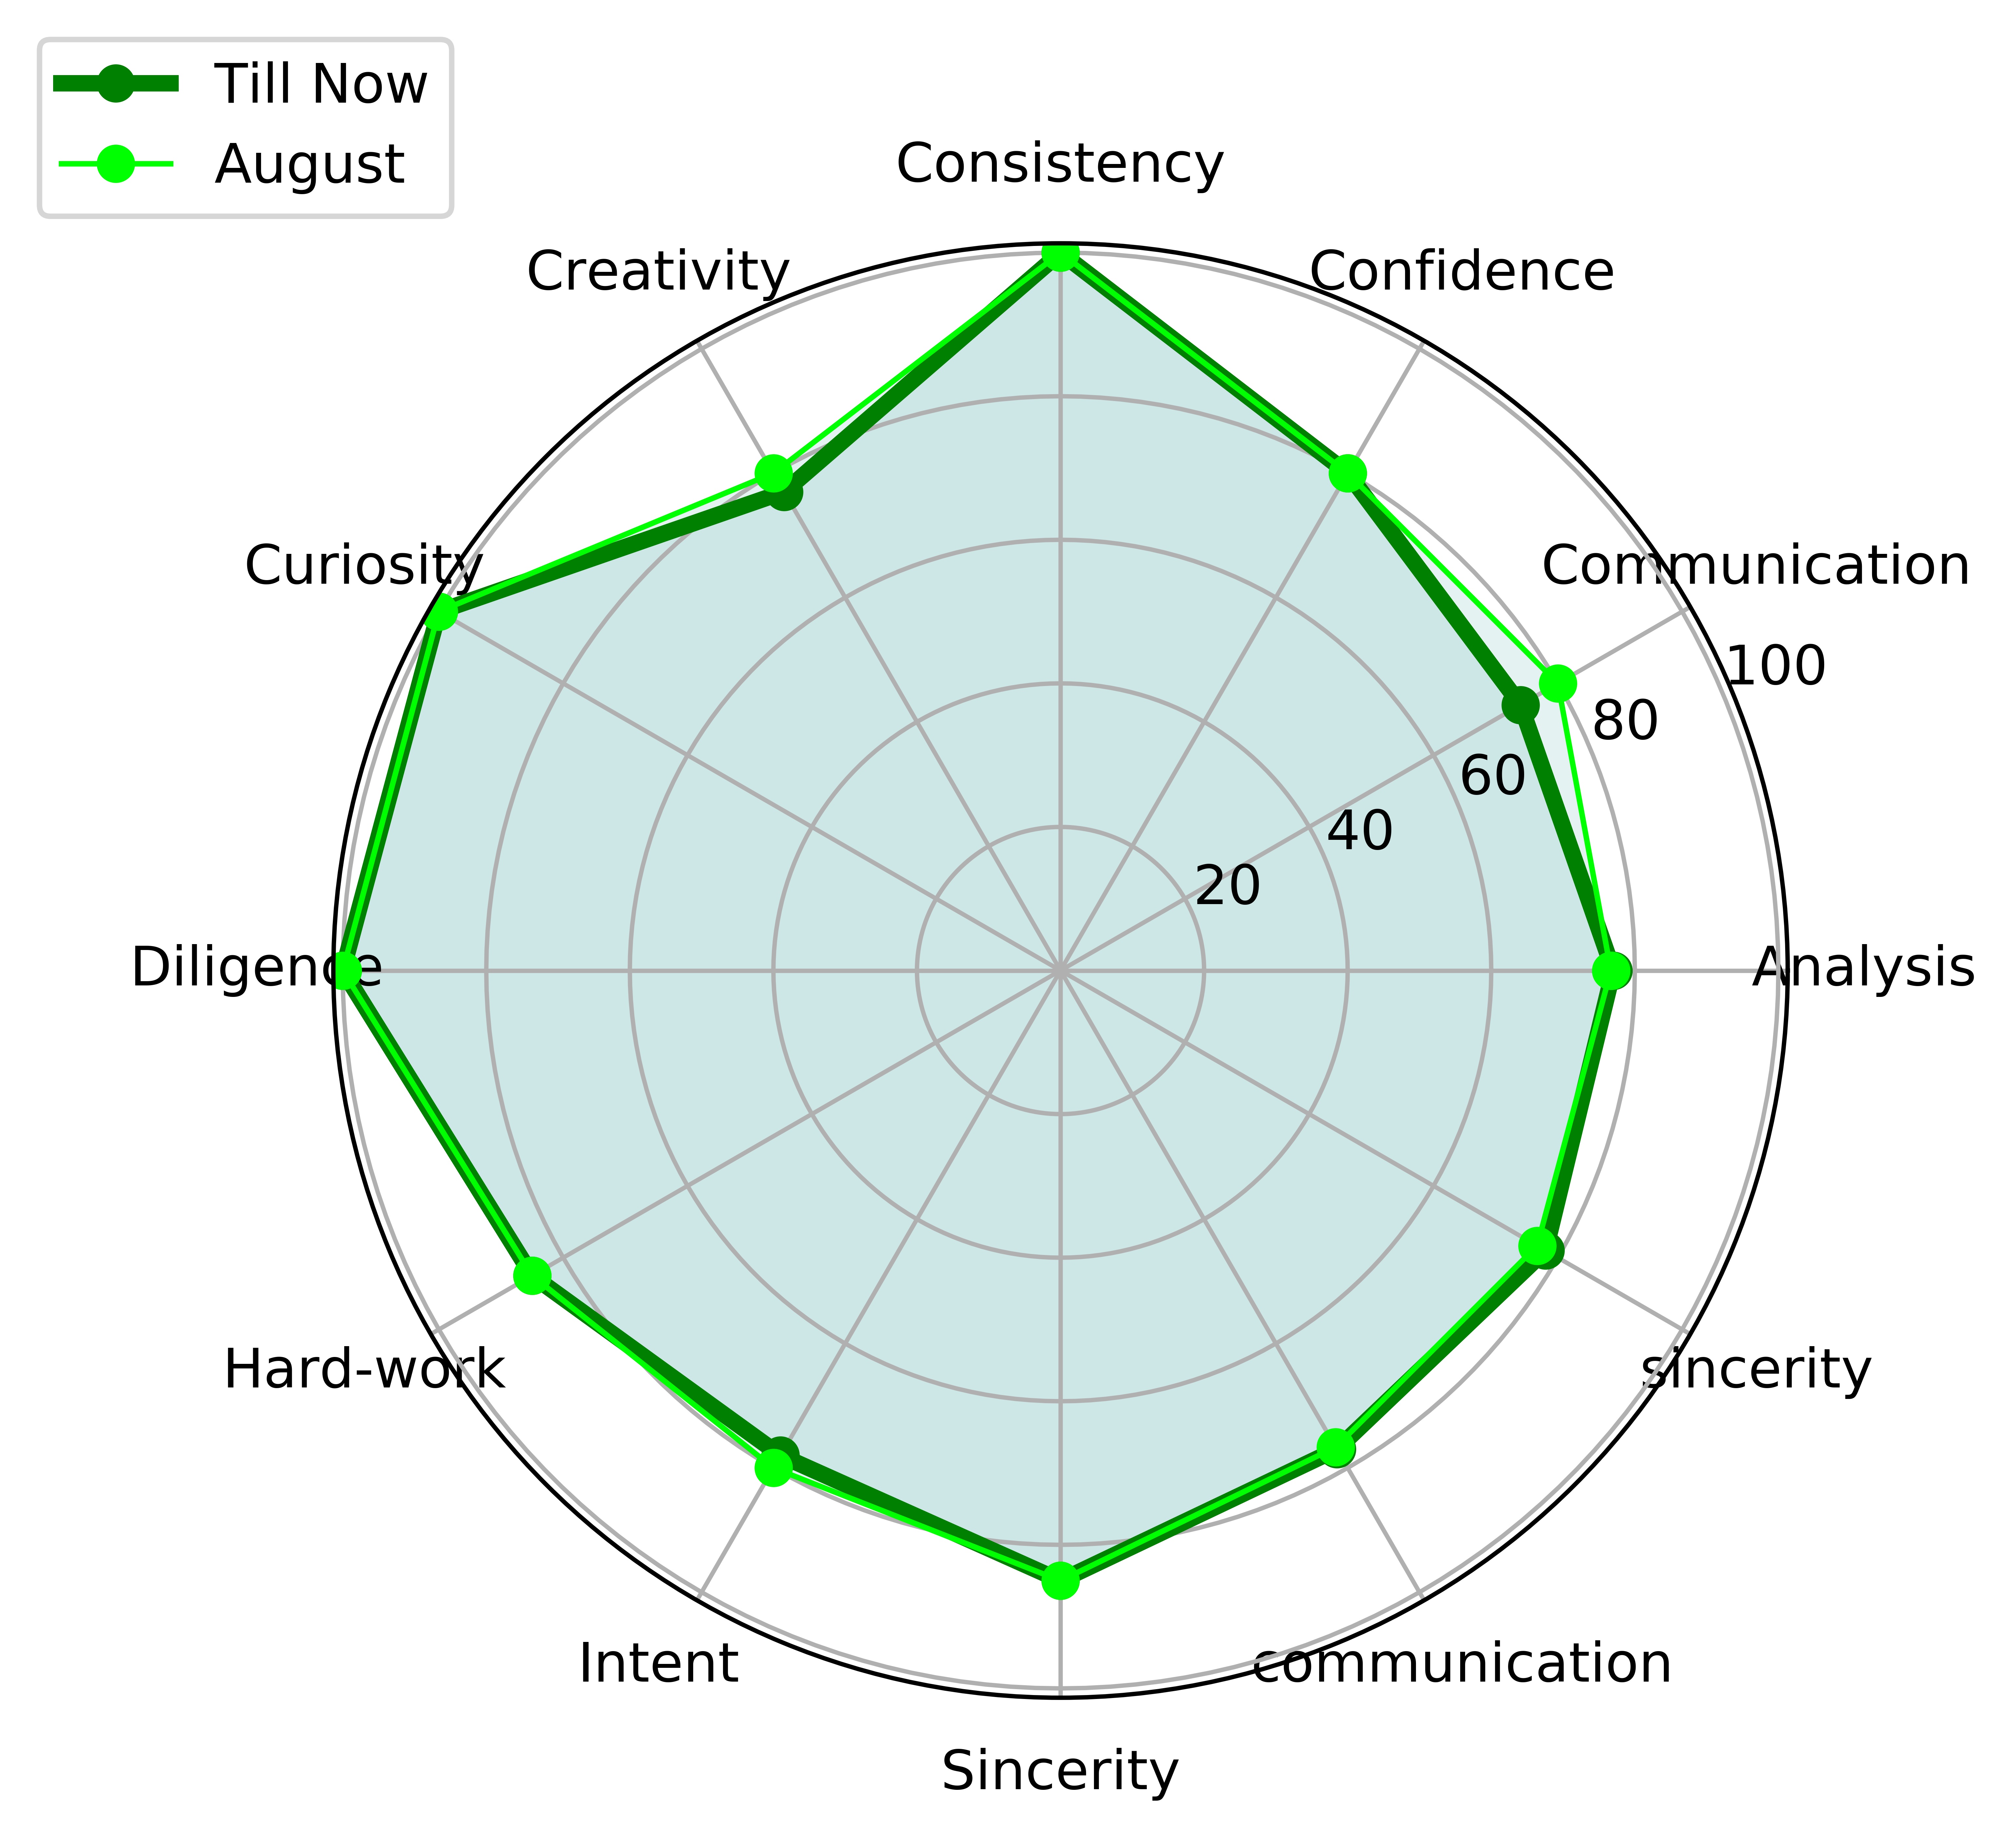 Till Now
August
Consistency
Creativity
Confidence
Curiosity
Communication
100
80
60
40
20
Diligence
Analysis
Hard-work
sincerity
Intent
communication
Sincerity